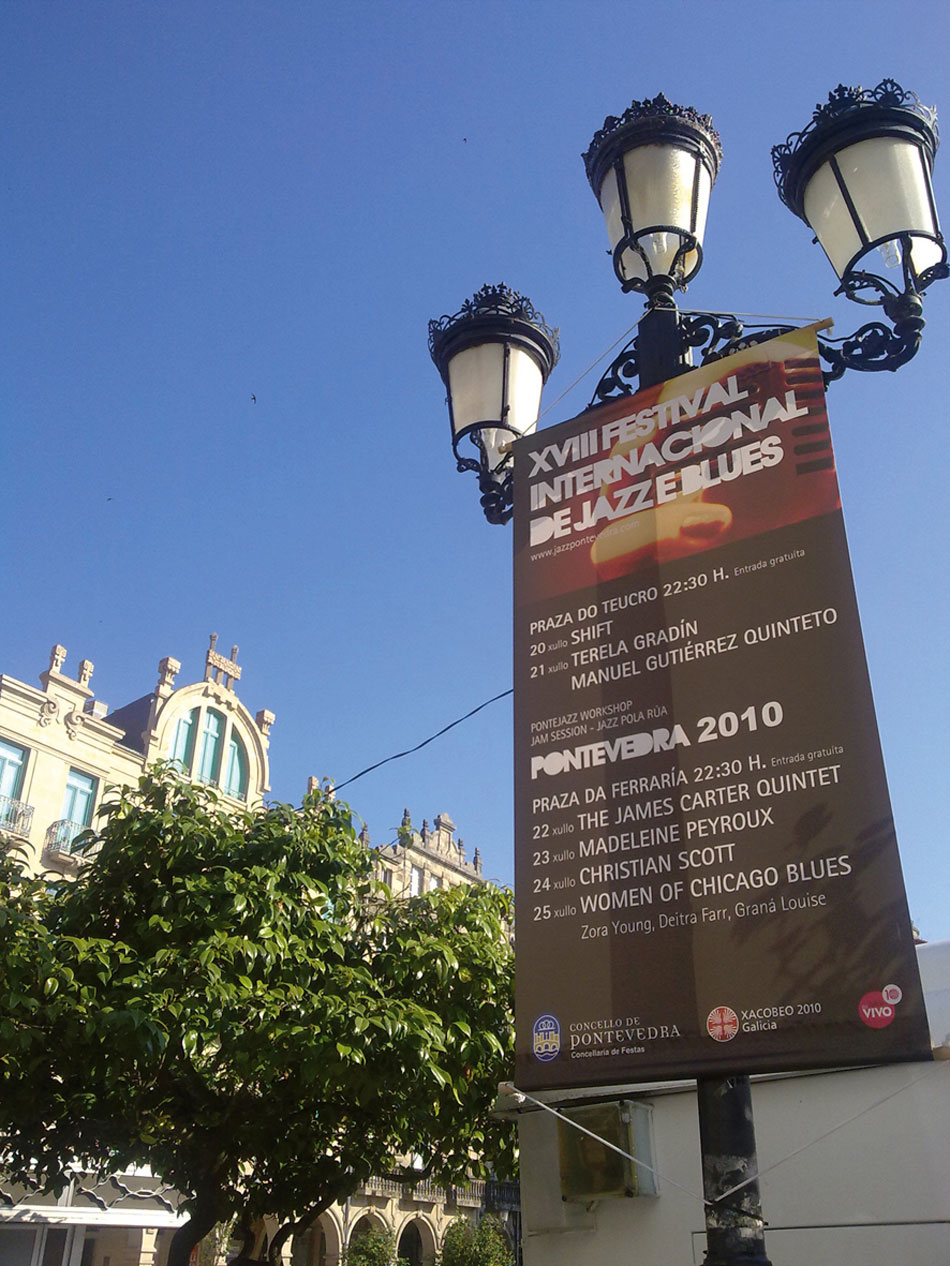 XVIII FESTIVAL
INTERNACIONAL
DE JAZZ E BLUES
www.jazzpontevedra.com
PRAZA DO TEUCRO 22:30 H. Entrada gratuita
20 xullo SHIFT
21 xullo TERELA GRADÍN
MANUEL GUTIÉRREZ QUINTETO
PONTEJAZZ WORKSHOP
JAM SESSION - JAZZ POLA RÚA
PONTEVEDRA 2010
PRAZA DA FERRARÍA 22:30 H. Entrada gratuita
22 xullo THE JAMES CARTER QUINTET
23 xullo MADELEINE PEYROUX
24 xullo CHRISTIAN SCOTT
25 xullo WOMEN OF CHICAGO BLUES
Zora Young, Deitra Farr, Graná Louise
CONCELLO DE
PONTEVEDRA
Concellaría de Festas
XACOBEO 2010
Galicia
10
VIVO